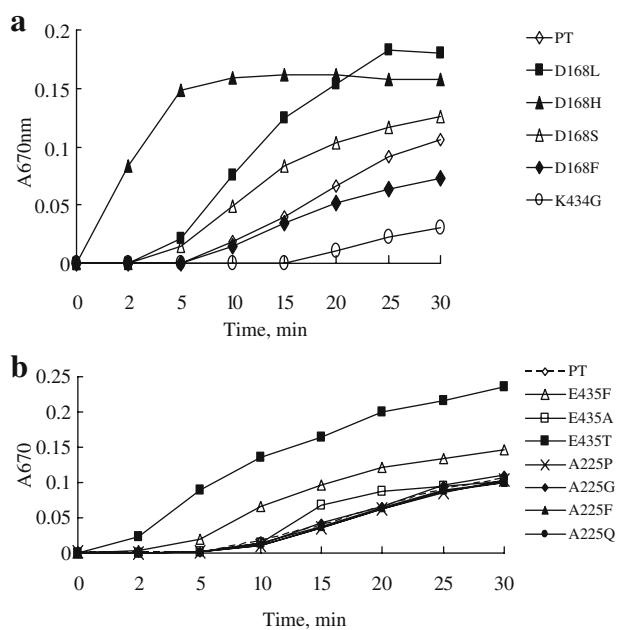 a
0.2
0.15
0.1
0.05
0
A670nm
0 2 5 10 15 20 25 30
Time, min
PT
D168L
D168H
D168S
D168F
K434G
b
0.25
0.2
0.15
0.1
0.05
0
A670
0 2 5 10 15 20 25 30
Time, min
PT
E435F
E435A
E435T
A225P
A225G
A225F
A225Q